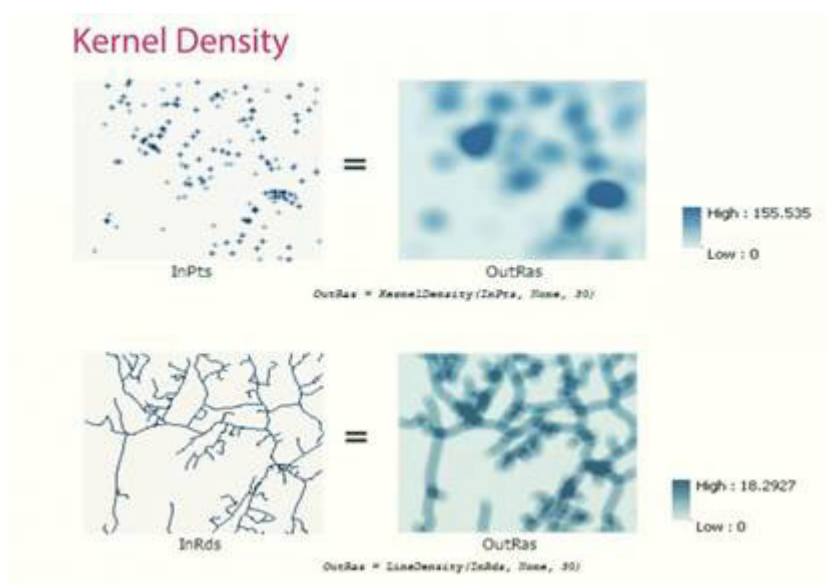 Kernel Density
=
High : 155.535
Low : 0
InPts
OutRas
OutRas = KernelDensity(InPts, None, 30)
=
High : 18.2927
Low : 0
InRds
OutRas
OutRas = LineDensity(InRds, None, 30)